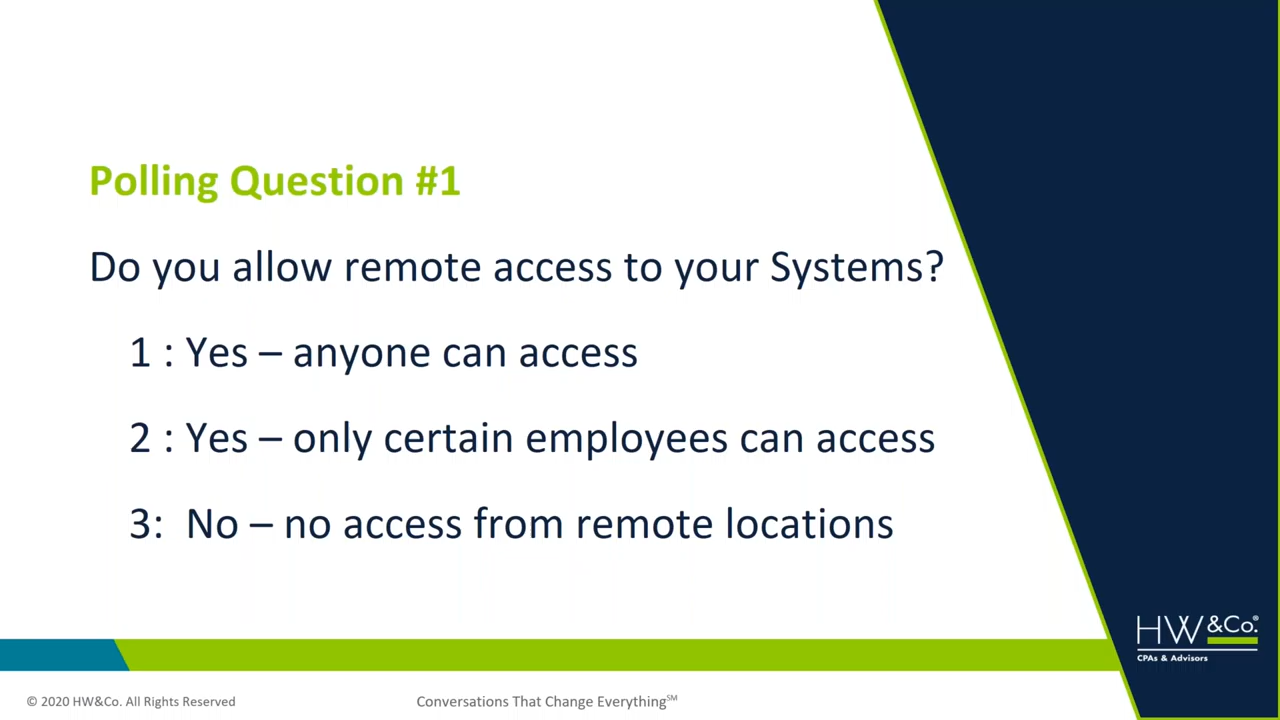 Polling Question #1
Do you allow remote access to your Systems?
1 : Yes – anyone can access
2 : Yes – only certain employees can access
3:  No – no access from remote locations
HW&Co.®
CPAs & Advisors
© 2020 HW&Co. All Rights Reserved
Conversations That Change Everything℠